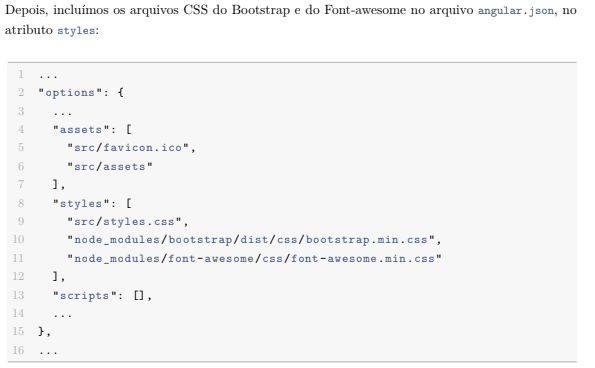 Depois, incluímos os arquivos CSS do Bootstrap e do Font-awesome no arquivo angular.json, no
atributo styles:
1 ...
2 "options": {
3   ...
4   "assets": [
5     "src/favicon.ico",
6     "src/assets"
7   ],
8   "styles": [
9     "src/styles.css",
10     "node_modules/bootstrap/dist/css/bootstrap.min.css",
11     "node_modules/font-awesome/css/font-awesome.min.css"
12   ],
13   "scripts": [],
14   ...
15 },
16 ...